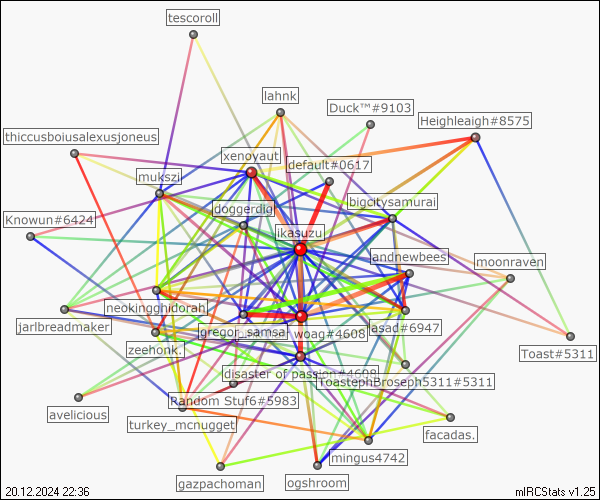 tescoroll
lahnk
Duck™#9103
Heighleaigh#8575
thiccusboiusalexusjoneus
xenoyaut
default#0617
mukszi
bigcitysamurai
doggerdig
Knowun#6424
ikasuzu
andnewbees
moonraven
neokingghidorah
jarlbreadmaker
gregor_samsa
woag#4608
lasad#6947
zeehonk.
Toast#5311
disaster of passion#4608
ToastephBroseph5311#5311
Random Stuf6#5983
avelicious
turkey_mcnugget
facadas.
mingus4742
gazpachoman
ogshroom
20.12.2024 22:36
mIRCStats v1.25